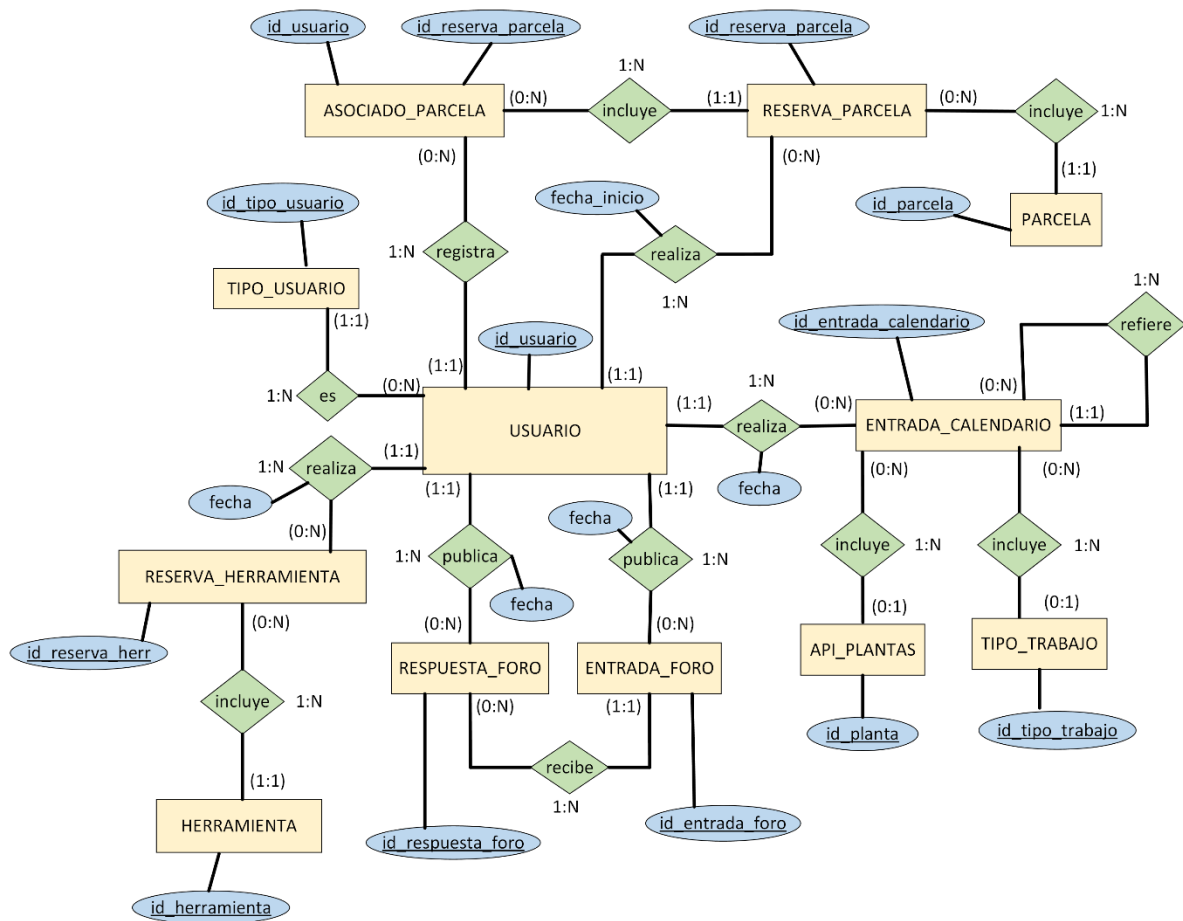 id_usuario
id_reserva_parcela
id_reserva_parcela
1:N
(0:N)
(1:1)
(0:N)
ASOCIADO_PARCELA
incluye
RESERVA_PARCELA
incluye
1:N
(0:N)
(0:N)
(1:1)
id_tipo_usuario
fecha_inicio
id_parcela
PARCELA
1:N
registra
realiza
1:N
TIPO_USUARIO
1:N
(1:1)
id_entrada_calendario
refiere
id_usuario
(1:1)
(1:1)
1:N
(0:N)
1:N
es
(0:N)
(1:1)
(0:N)
(1:1)
USUARIO
realiza
ENTRADA_CALENDARIO
(1:1)
1:N
realiza
(1:1)
(1:1)
(0:N)
(0:N)
fecha
fecha
fecha
(0:N)
1:N
publica
publica
1:N
incluye
1:N
incluye
1:N
RESERVA_HERRAMIENTA
fecha
(0:N)
(0:N)
(0:N)
(0:1)
(0:1)
id_reserva_herr
RESPUESTA_FORO
ENTRADA_FORO
API_PLANTAS
TIPO_TRABAJO
incluye
1:N
(0:N)
(1:1)
id_planta
id_tipo_trabajo
recibe
(1:1)
1:N
HERRAMIENTA
id_respuesta_foro
id_entrada_foro
id_herramienta